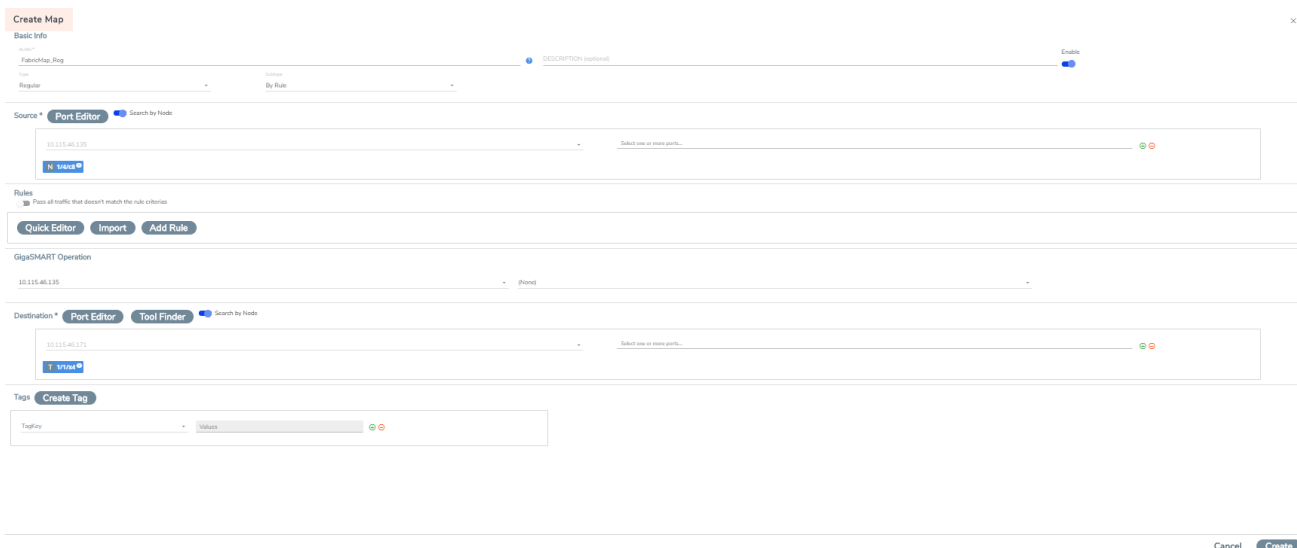 Create Map
Basic Info
Enable
FabricMap_Rog DESCRIPTION (optional)
Type Subtype
Regular By Rule
Source * Port Editor Search by Node
10.115.46.135 Select one or more ports...
N 1/4/c8
Rules
Pass all traffic that doesn't match the rule criterias
Quick Editor Import Add Rule
GigaSMART Operation
10.115.46.135 (None)
Destination * Port Editor Tool Finder Search by Node
10.115.46.171 Select one or more ports...
T 1/1/x4
Tags Create Tag
TagKey Values
Cancel Create